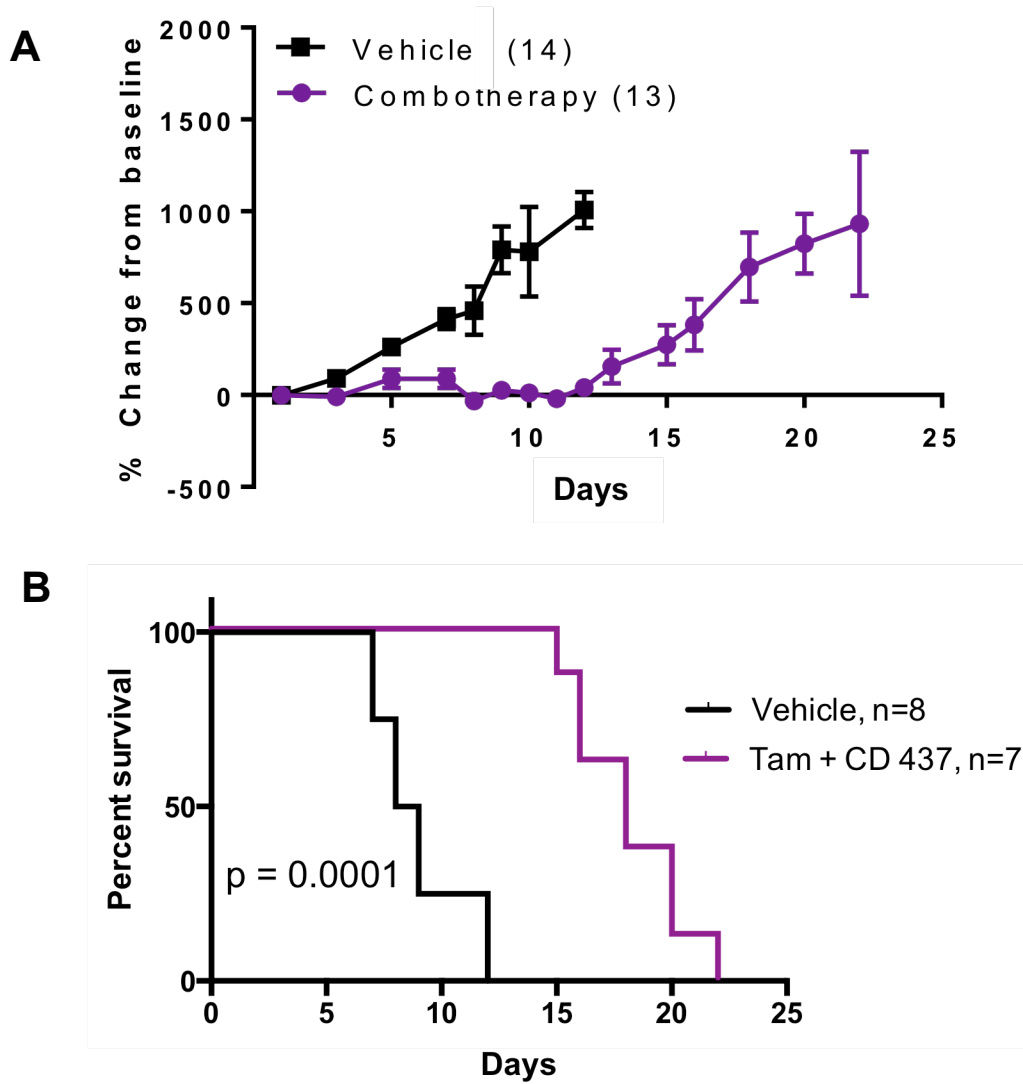 A
% Change from baseline
2000
1500
1000
500
0
-500
Vehicle (14)
Combotherapy (13)
5 10 15 20 25
Days
B
Percent survival
100
50
0
p = 0.0001
Vehicle, n=8
Tam + CD 437, n=7
0 5 10 15 20 25
Days